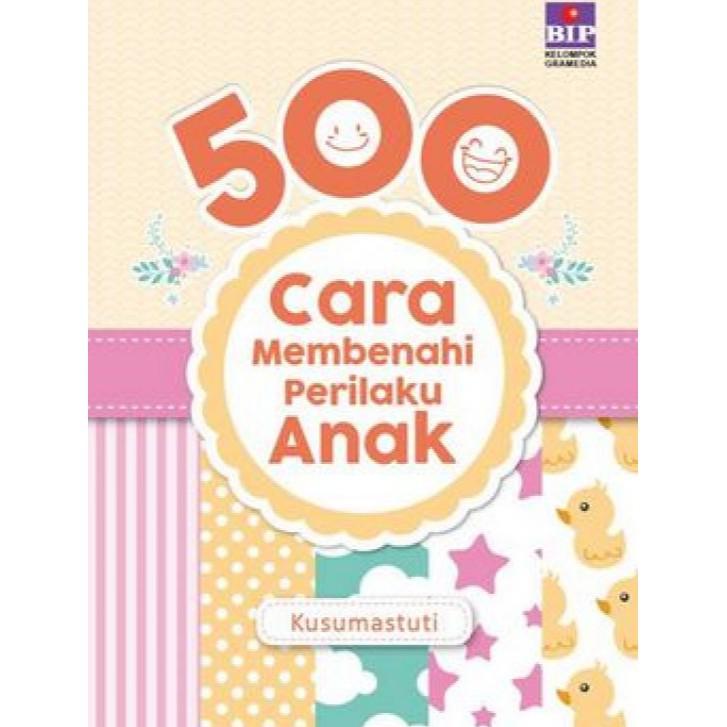 BIP
KELOMPOK
GRAMEDIA
500
Cara
Membenahi
Perilaku
Anak
Kusumastuti